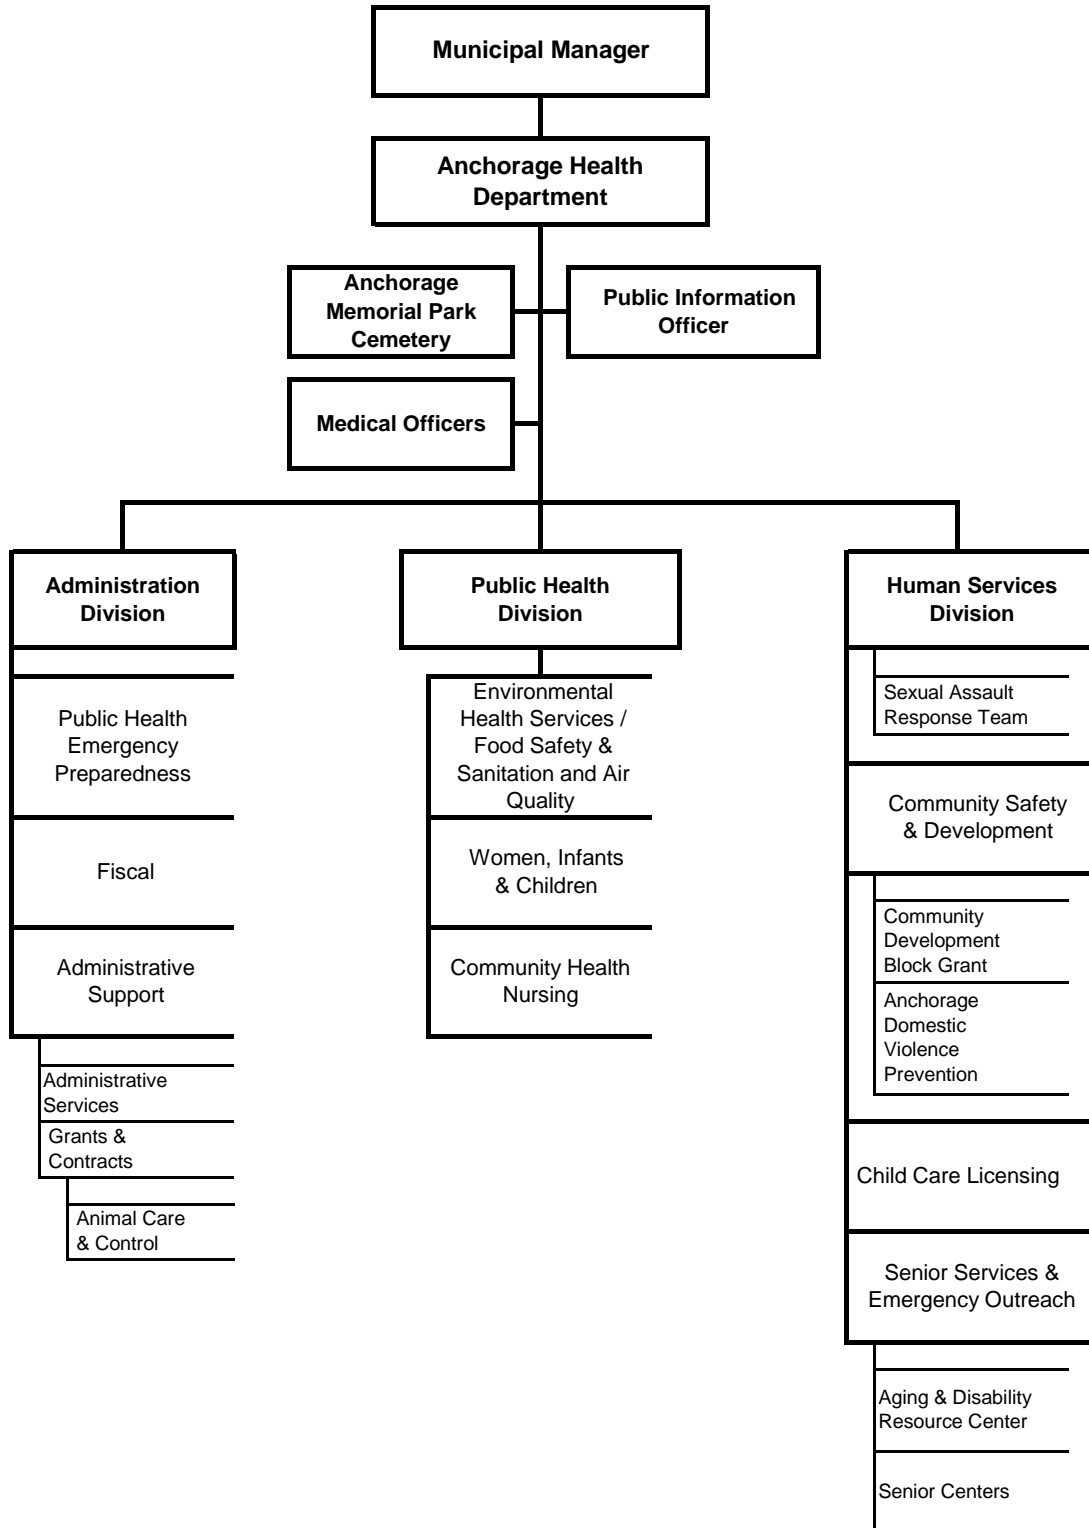 Municipal Manager
Anchorage Health
Department
Anchorage
Memorial Park
Cemetery
Public Information
Officer
Medical Officers
Administration
Division
Public Health
Emergency
Preparedness
Fiscal
Administrative
Support
Administrative
Services
Grants &
Contracts
Animal Care
& Control
Public Health
Division
Environmental
Health Services /
Food Safety &
Sanitation and Air
Quality
Women, Infants
& Children
Community Health
Nursing
Human Services
Division
Sexual Assault
Response Team
Community Safety
& Development
Community
Development
Block Grant
Anchorage
Domestic
Violence
Prevention
Child Care Licensing
Senior Services &
Emergency Outreach
Aging & Disability
Resource Center
Senior Centers